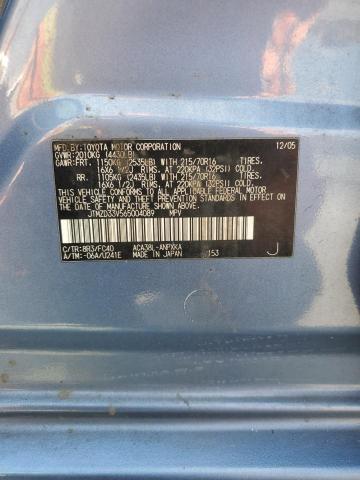 MFD.BY:TOYOTA MOTOR CORPORATION 12/05
GVWR:2010KG (4430LB)
GAWR:FRT. 1150KG (2535LB) WITH 215/70R16 TIRES.
16X6 1/2J RIMS, AT 220KPA (32PSI) COLD
RR. 1105KG (2435LB) WITH 215/70R16 TIRES.
16X6 1/2J RIMS, AT 220KPA (32PSI) COLD
THIS VEHICLE CONFORMS TO ALL APPLICABLE
FEDERAL MOTOR VEHICLE SAFETY AND
THEFT PREVENTION STANDARDS IN EFFECT
ON THE DATE OF MANUFACTURE SHOWN ABOVE.
JTMZD33V565004089 MPV
C/TR:8R3/FC40 ACA38L-ANPXKA
A/TM:-06A/U241E MADE IN JAPAN 153
J